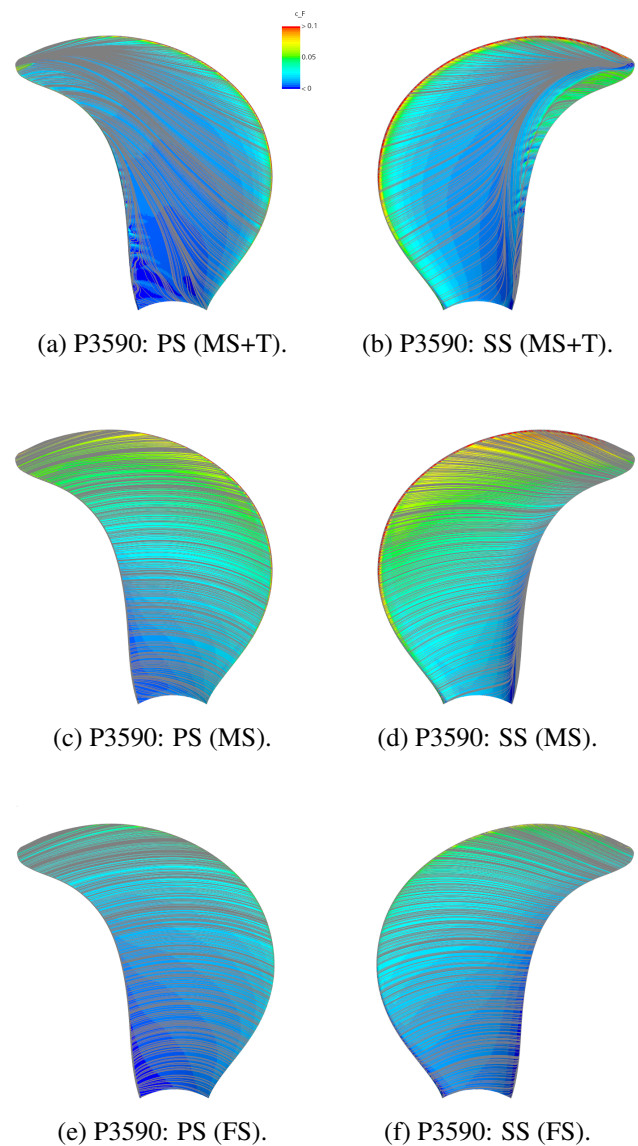 c_F
> 0.1
0.05
< 0
(a) P3590: PS (MS+T).
(b) P3590: SS (MS+T).
(c) P3590: PS (MS).
(d) P3590: SS (MS).
(e) P3590: PS (FS).
(f) P3590: SS (FS).